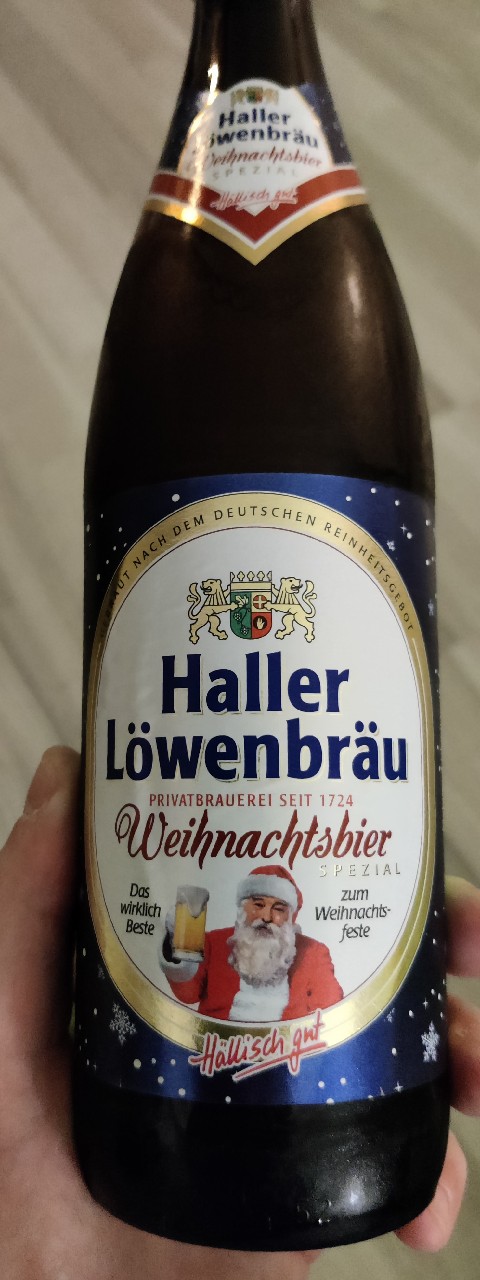 Haller
Löwenbräu
Weihnachtsbier
SPEZIAL
Hällisch gut
NACH DEM DEUTSCHEN REINHEITSGEBOT
Haller
Löwenbräu
PRIVATBRAUEREI SEIT 1724
Weihnachtsbier
SPEZIAL
Das
wirklich
Beste
zum
Weihnachts-
feste
Hällisch gut